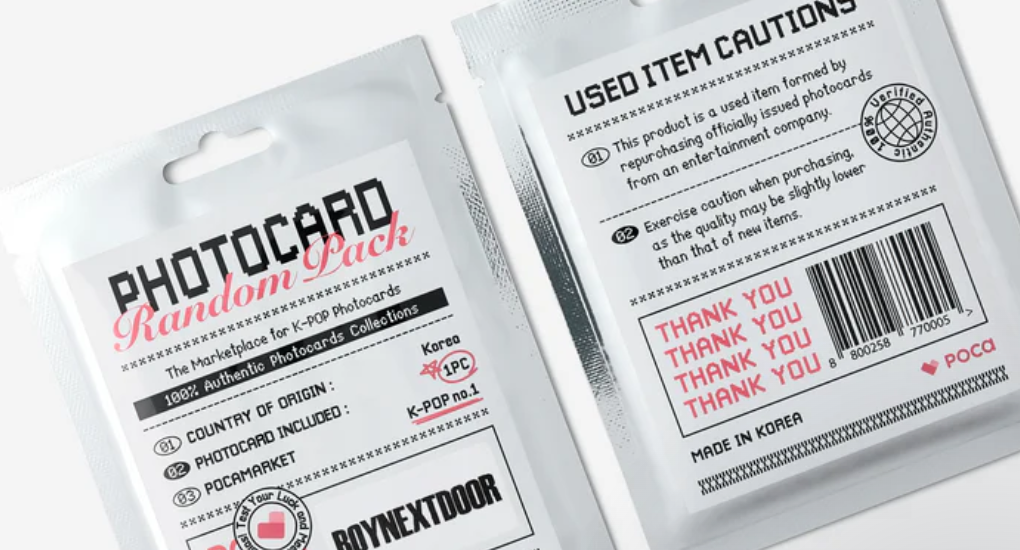 PHOTOCARD
Random Pack
The Marketplace for K-POP Photocards
100% Authentic Photocards Collections
01 COUNTRY OF ORIGIN : Korea
02 PHOTOCARD INCLUDED : 1PC
03 POCAMARKET K-POP no.1
Test Your Luck and
BOYNEXTDOOR
USED ITEM CAUTIONS
01 This product is a used item formed by
repurchasing officially issued photocards
from an entertainment company.
100% Verified Authentic
02 Exercise caution when purchasing,
as the quality may be slightly lower
than that of new items.
THANK YOU
THANK YOU
THANK YOU
THANK YOU
8 800258 770005 >
POCA
MADE IN KOREA